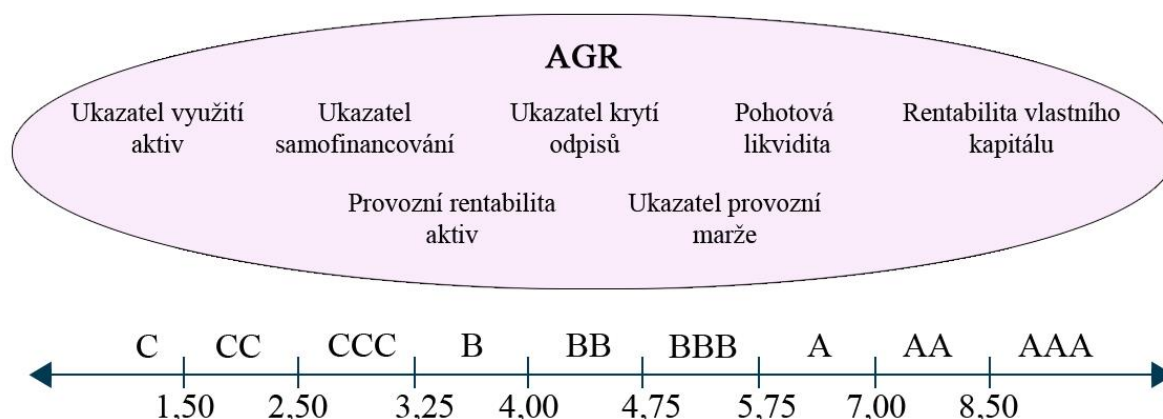 AGR
Ukazatel využití
aktiv
Ukazatel
samofinancování
Ukazatel krytí
odpisů
Pohotová
likvidita
Rentabilita vlastního
kapitálu
Provozní rentabilita
aktiv
Ukazatel provozní
marže
C CC CCC B BB BBB A AA AAA
1,50 2,50 3,25 4,00 4,75 5,75 7,00 8,50